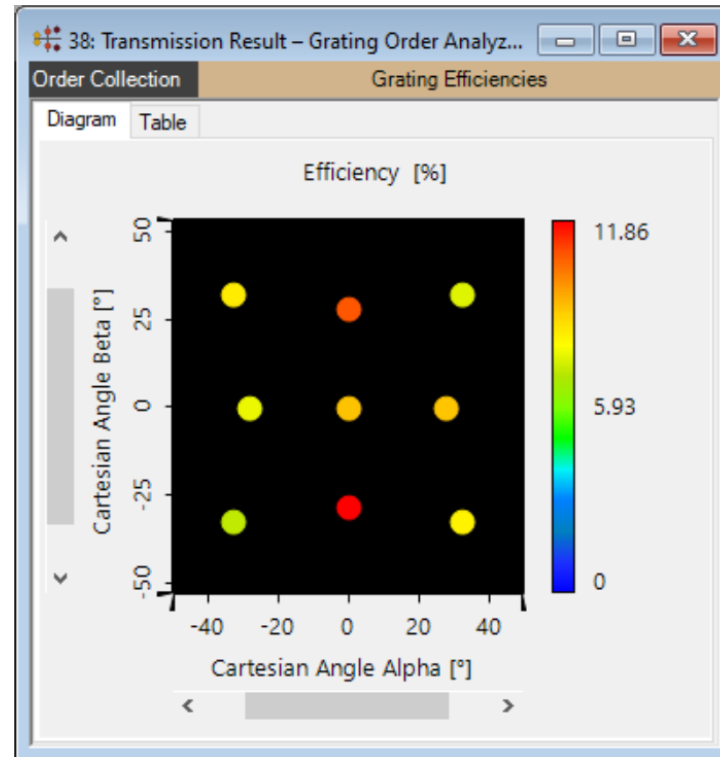 38: Transmission Result – Grating Order Analyz...
Order Collection
Grating Efficiencies
Diagram
Table
Efficiency [%]
50
25
0
-25
-50
Cartesian Angle Beta [°]
11.86
5.93
0
-40 -20 0 20 40
Cartesian Angle Alpha [°]